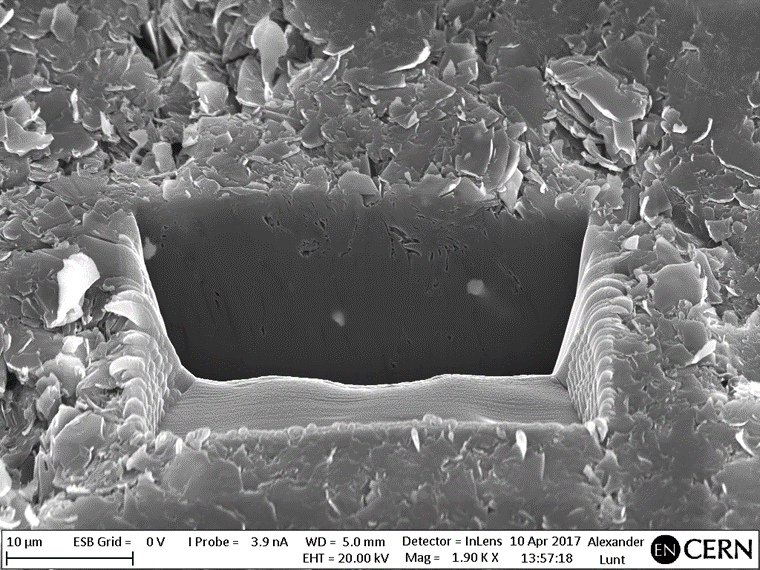 10 µm ESB Grid = 0 V I Probe = 3.9 nA WD = 5.0 mm Detector = InLens 10 Apr 2017 Alexander EN CERN
EHT = 20.00 kV Mag = 1.90 K X 13:57:18 Lunt